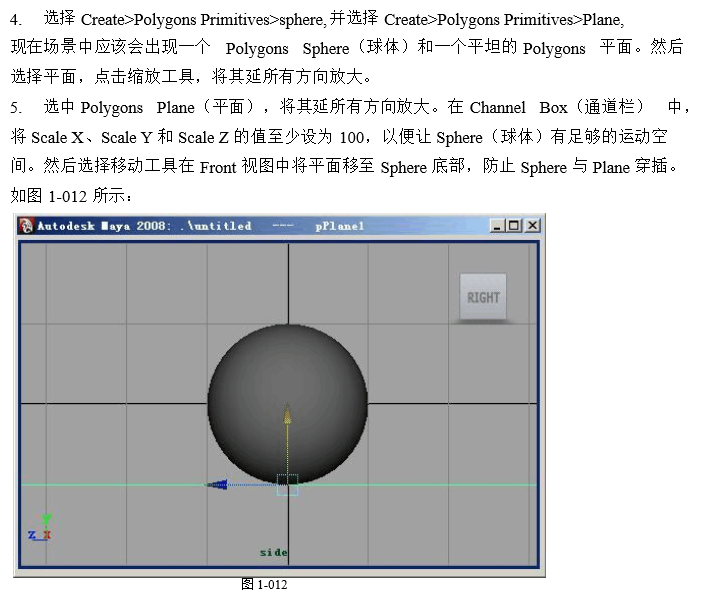 4. 选择 Create>Polygons Primitives>sphere,并选择 Create>Polygons Primitives>Plane,
现在场景中应该会出现一个 Polygons Sphere（球体）和一个平坦的 Polygons 平面。然后
选择平面，点击缩放工具，将其延所有方向放大。
5. 选中 Polygons Plane（平面）, 将其延所有方向放大。在 Channel Box（通道栏） 中，
将 Scale X、Scale Y 和 Scale Z 的值至少设为 100，以便让 Sphere（球体）有足够的运动空
间。然后选择移动工具在 Front 视图中将平面移至 Sphere 底部，防止 Sphere 与 Plane 穿插。
如图 1-012 所示：
Autodesk Maya 2008: .\untitled --- pPlane1
RIGHT
Y
Z X
side
图 1-012